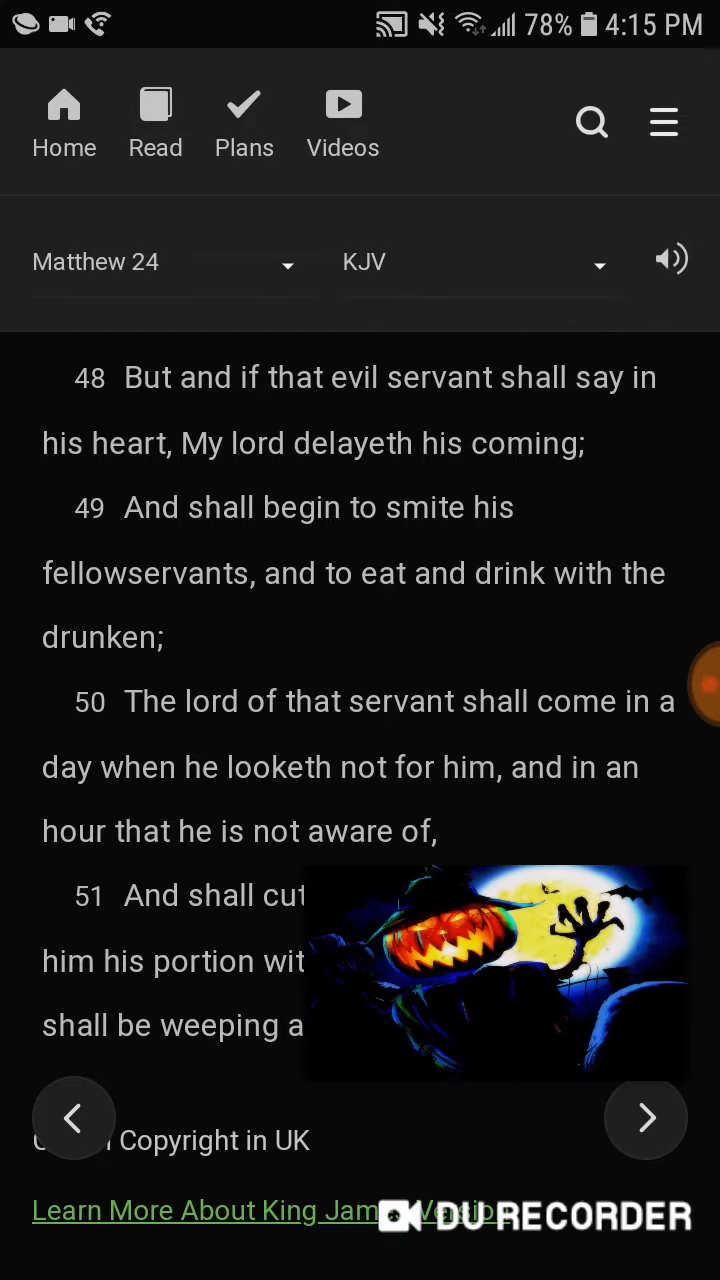 78% 4:15 PM
Home Read Plans Videos
Matthew 24 KJV
48 But and if that evil servant shall say in
his heart, My lord delayeth his coming;
49 And shall begin to smite his
fellowservants, and to eat and drink with the
drunken;
50 The lord of that servant shall come in a
day when he looketh not for him, and in an
hour that he is not aware of,
51 And shall cut
him his portion wit
shall be weeping a
Copyright in UK
Learn More About King James Version
DU RECORDER